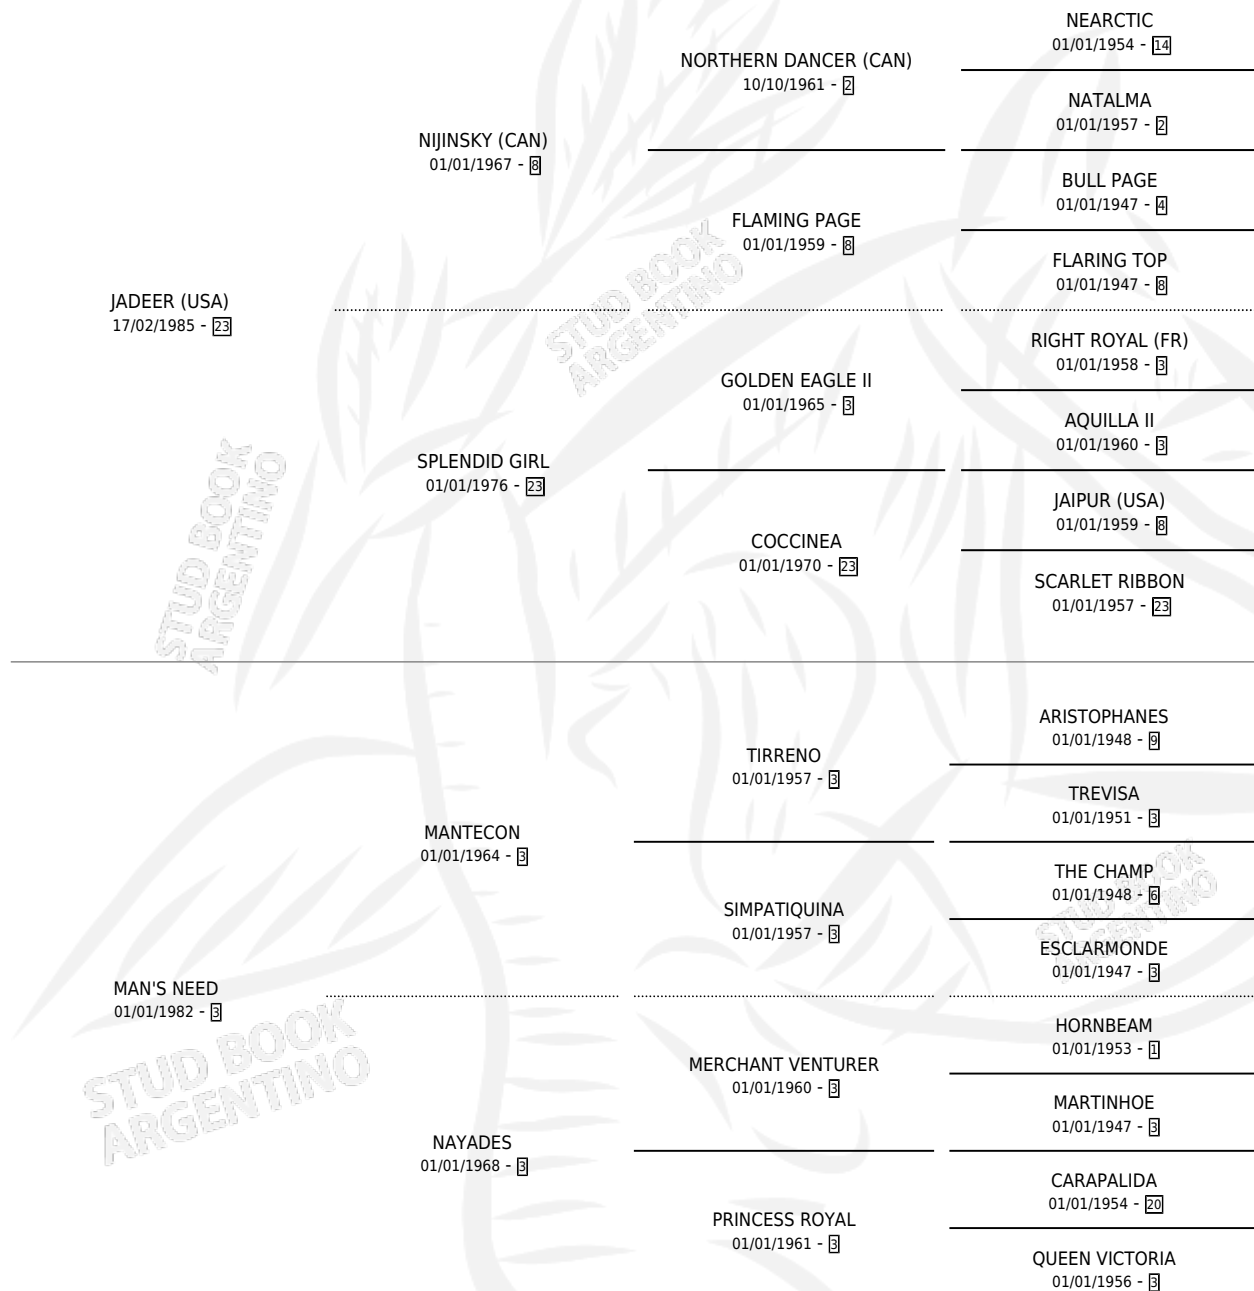 NEARCTIC
01/01/1954 - 14
NORTHERN DANCER (CAN)
10/10/1961 - 2
NATALMA
01/01/1957 - 2
NIJINSKY (CAN)
01/01/1967 - 8
BULL PAGE
01/01/1947 - 4
FLAMING PAGE
01/01/1959 - 8
FLARING TOP
01/01/1947 - 8
JADEER (USA)
17/02/1985 - 23
RIGHT ROYAL (FR)
01/01/1958 - 3
GOLDEN EAGLE II
01/01/1965 - 3
AQUILLA II
01/01/1960 - 3
SPLENDID GIRL
01/01/1976 - 23
JAIPUR (USA)
01/01/1959 - 8
COCCINEA
01/01/1970 - 23
SCARLET RIBBON
01/01/1957 - 23
STUD BOOK
ARGENTINO
STUD BOOK
ARGENTINO
ARISTOPHANES
01/01/1948 - 9
TIRRENO
01/01/1957 - 3
TREVISA
01/01/1951 - 3
MANTECON
01/01/1964 - 3
THE CHAMP
01/01/1948 - 6
SIMPATIQUINA
01/01/1957 - 3
ESCLARMONDE
01/01/1947 - 3
MAN'S NEED
01/01/1982 - 3
HORNBEAM
01/01/1953 - 1
MERCHANT VENTURER
01/01/1960 - 3
MARTINHOE
01/01/1947 - 3
NAYADES
01/01/1968 - 3
CARAPALIDA
01/01/1954 - 20
PRINCESS ROYAL
01/01/1961 - 3
QUEEN VICTORIA
01/01/1956 - 3
STUD BOOK
ARGENTINO
STUD BOOK
ARGENTINO